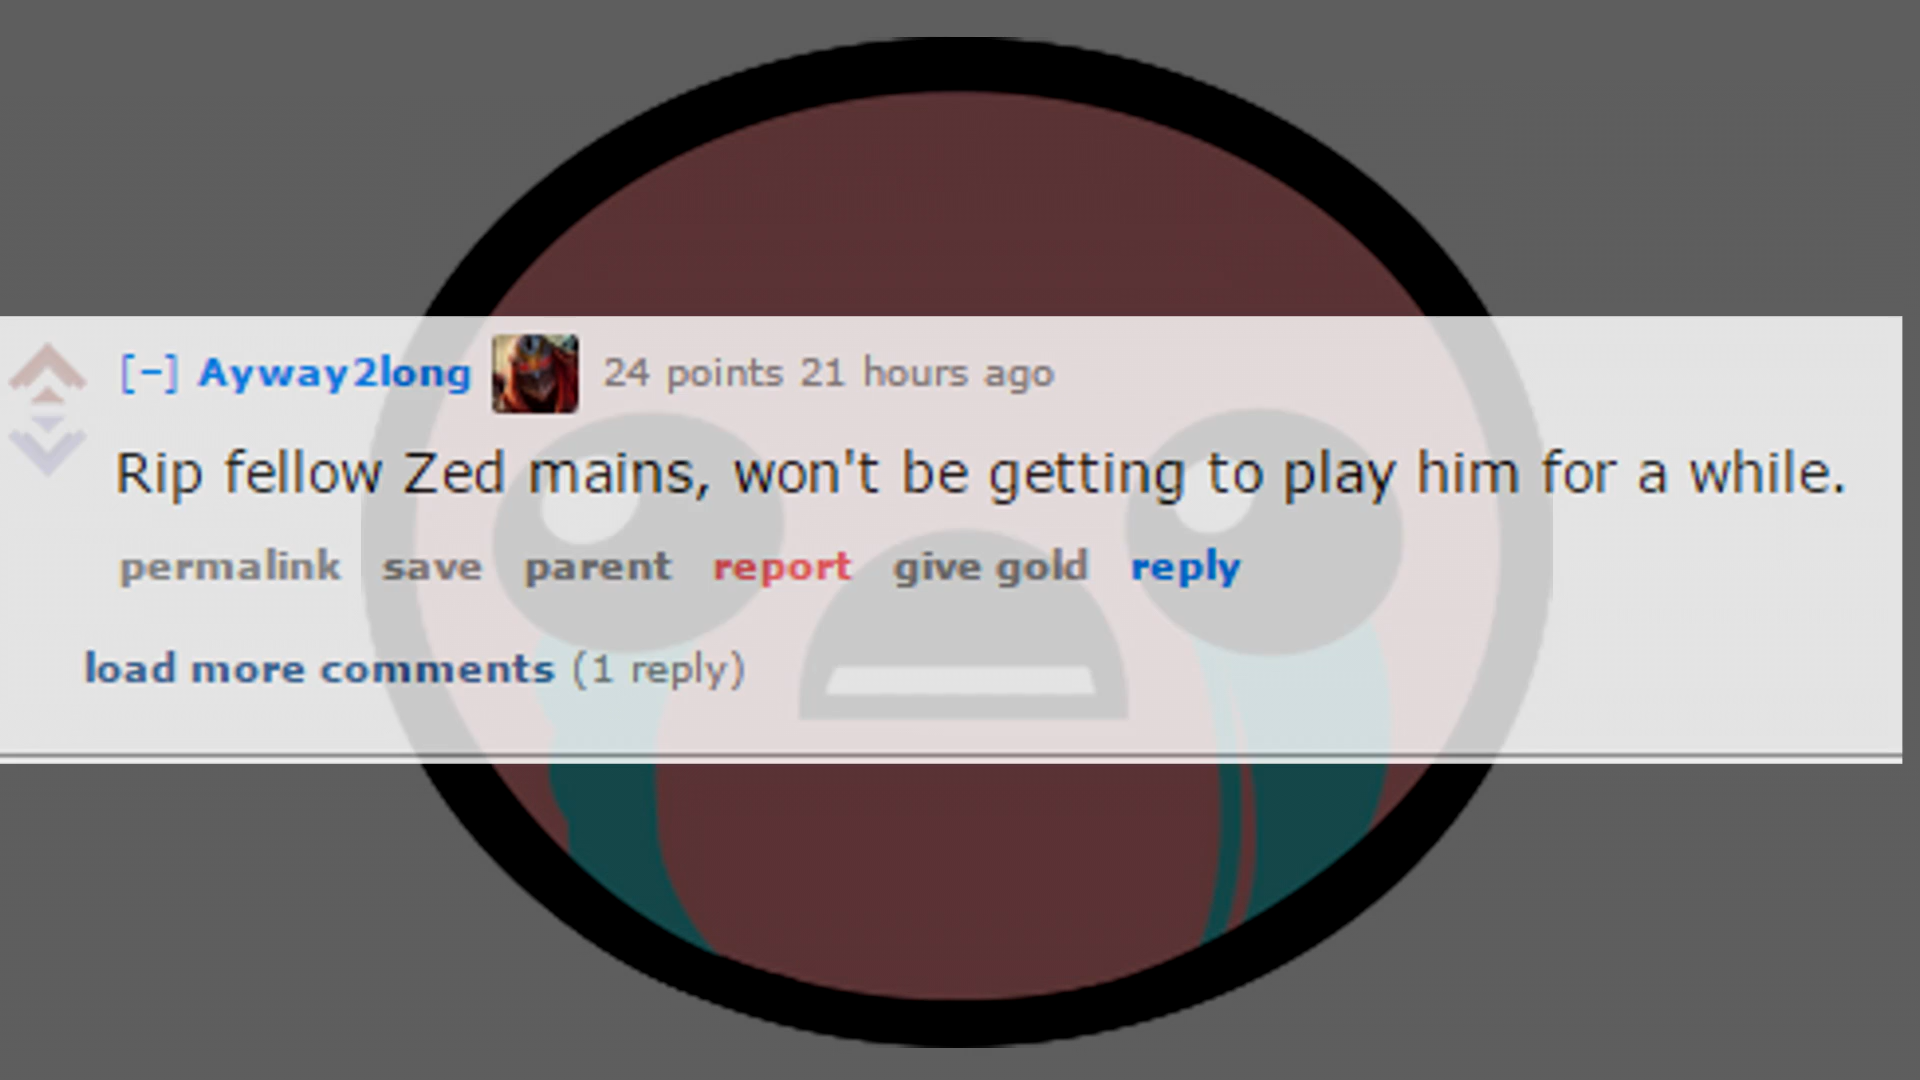 [–] Ayway2long 24 points 21 hours ago
Rip fellow Zed mains, won't be getting to play him for a while.
permalink save parent report give gold reply
load more comments (1 reply)